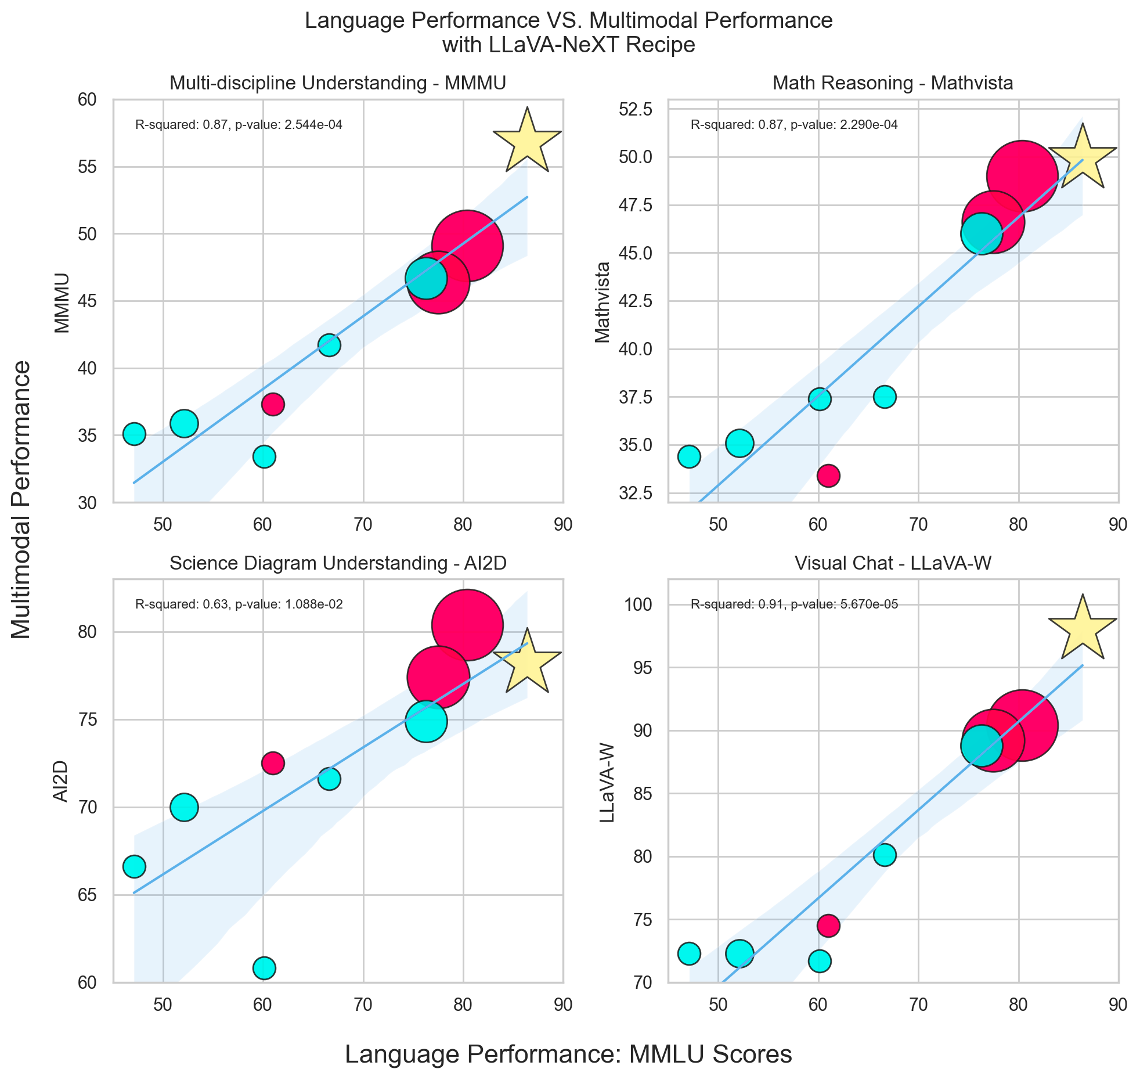 Language Performance VS. Multimodal Performance
with LLaVA-NeXT Recipe
Multi-discipline Understanding - MMMU
R-squared: 0.87, p-value: 2.544e-04
60
55
50
45
40
35
30
MMMU
50 60 70 80 90
Math Reasoning - Mathvista
R-squared: 0.87, p-value: 2.290e-04
52.5
50.0
47.5
45.0
42.5
40.0
37.5
35.0
32.5
Mathvista
50 60 70 80 90
Science Diagram Understanding - AI2D
R-squared: 0.63, p-value: 1.088e-02
80
75
70
65
60
AI2D
50 60 70 80 90
Visual Chat - LLaVA-W
R-squared: 0.91, p-value: 5.670e-05
100
95
90
85
80
75
70
LLaVA-W
50 60 70 80 90
Multimodal Performance
Language Performance: MMLU Scores